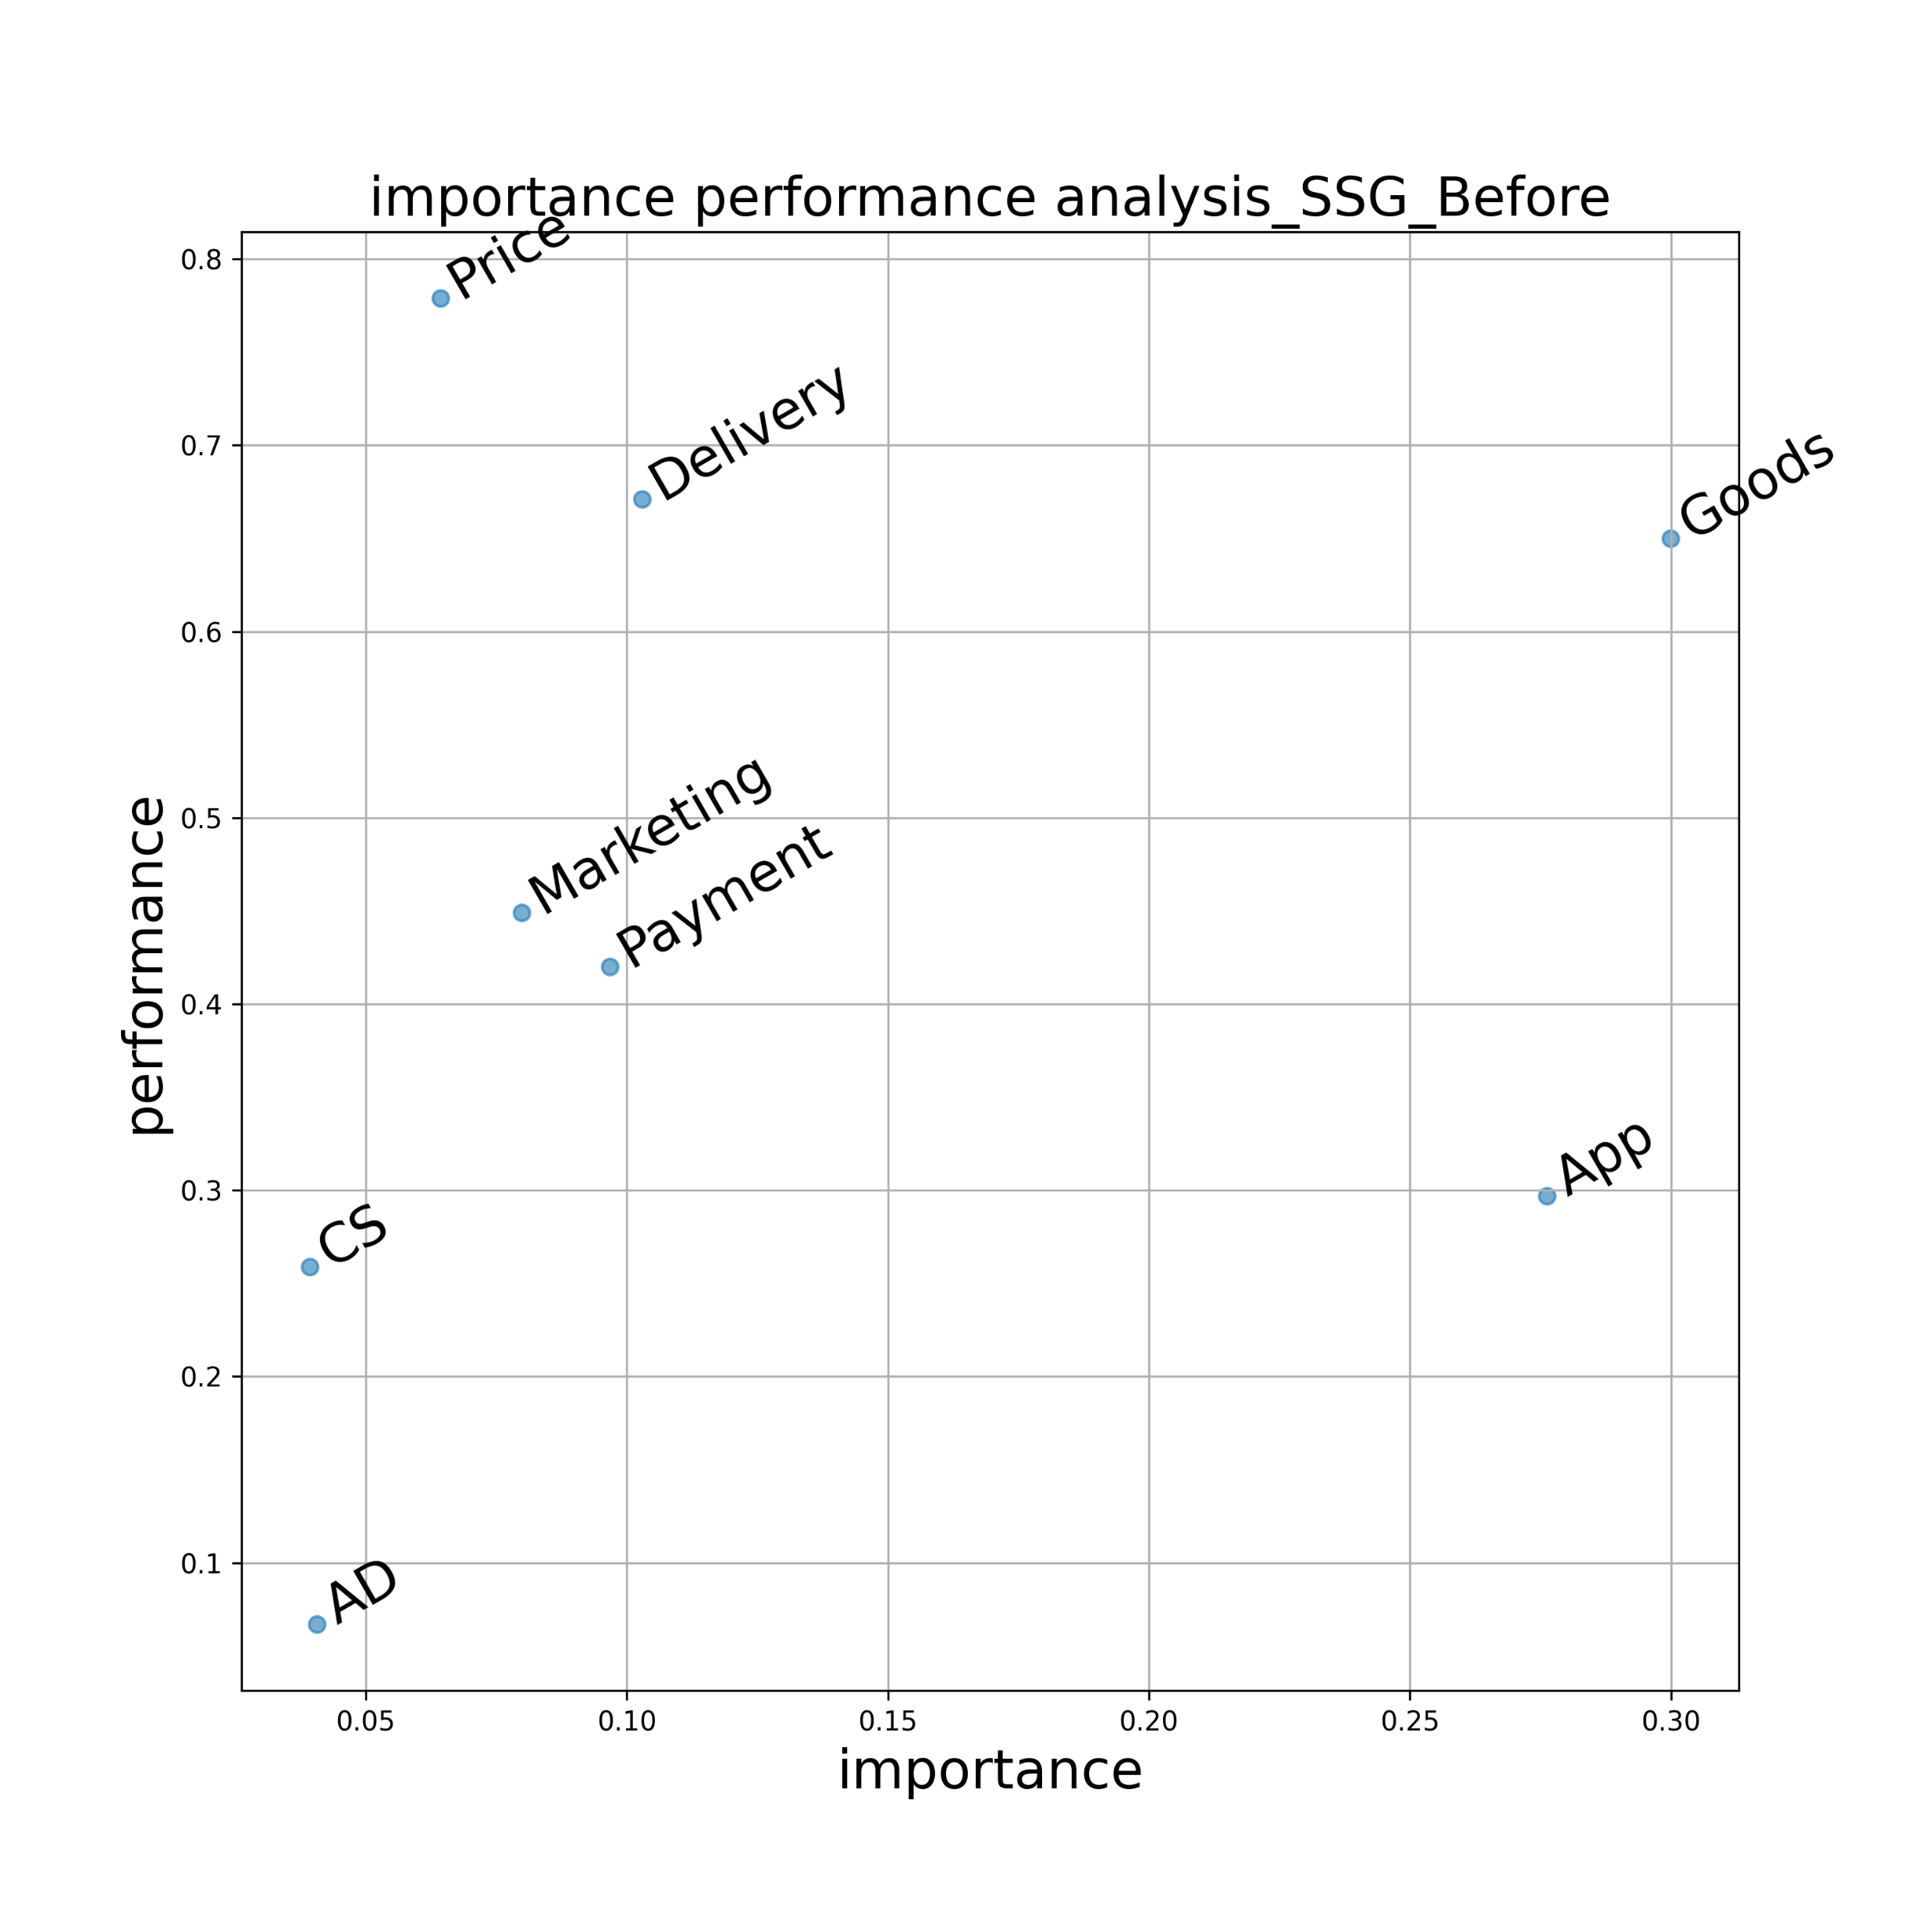 importance performance analysis_SSG_Before
0.8
Price
Delivery
0.7
Goods
0.6
Marketing
0.5
Payment
performance
0.4
App
0.3
CS
0.2
AD
0.1
0.05 0.10 0.15 0.20 0.25 0.30
importance